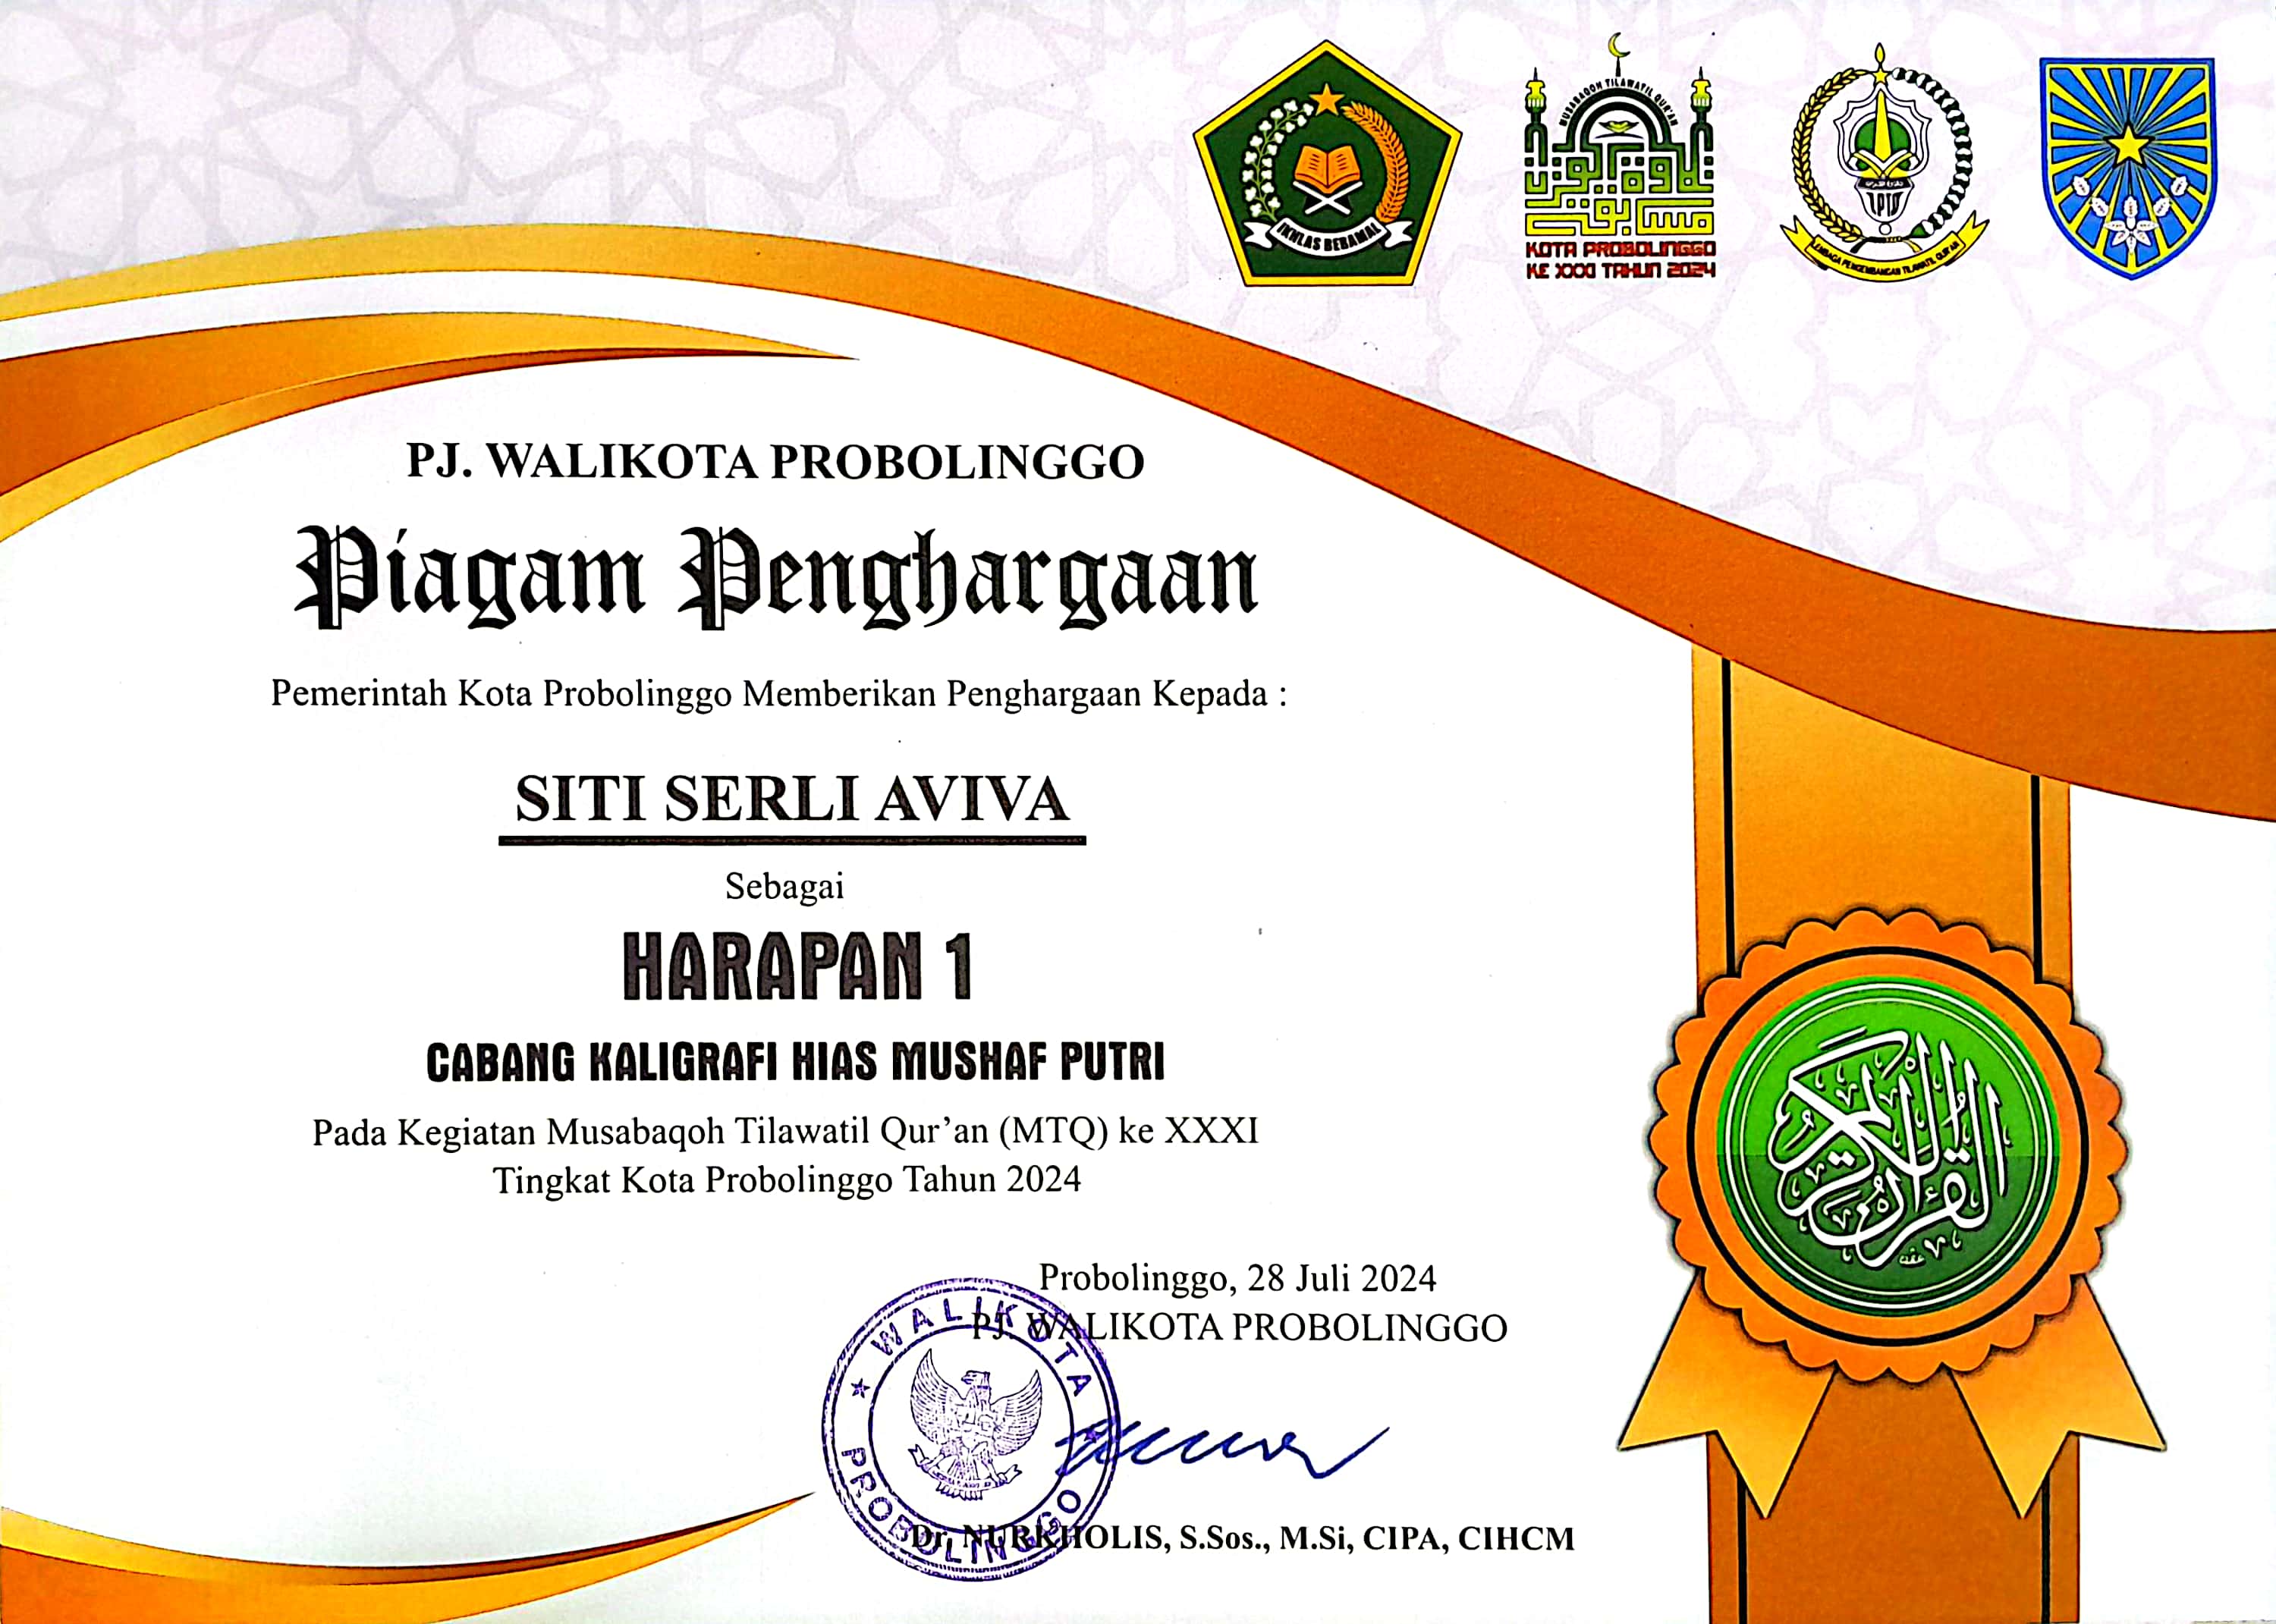 IKHLAS BERAMAL
MUSABAQOH TILAWATIL QUR'AN
KOTA PROBOLINGGO
KE XXXI TAHUN 2024
LEMBAGA PENGEMBANGAN TILAWATIL QUR'AN
PJ. WALIKOTA PROBOLINGGO
Piagam Penghargaan
Pemerintah Kota Probolinggo Memberikan Penghargaan Kepada :
SITI SERLI AVIVA
Sebagai
HARAPAN 1
CABANG KALIGRAFI HIAS MUSHAF PUTRI
Pada Kegiatan Musabaqoh Tilawatil Qur’an (MTQ) ke XXXI
Tingkat Kota Probolinggo Tahun 2024
القرآن الكريم
Probolinggo, 28 Juli 2024
PJ. WALIKOTA PROBOLINGGO
WALIKOTA
PROBOLINGGO
Dr. NURKHOLIS, S.Sos., M.Si, CIPA, CIHCM